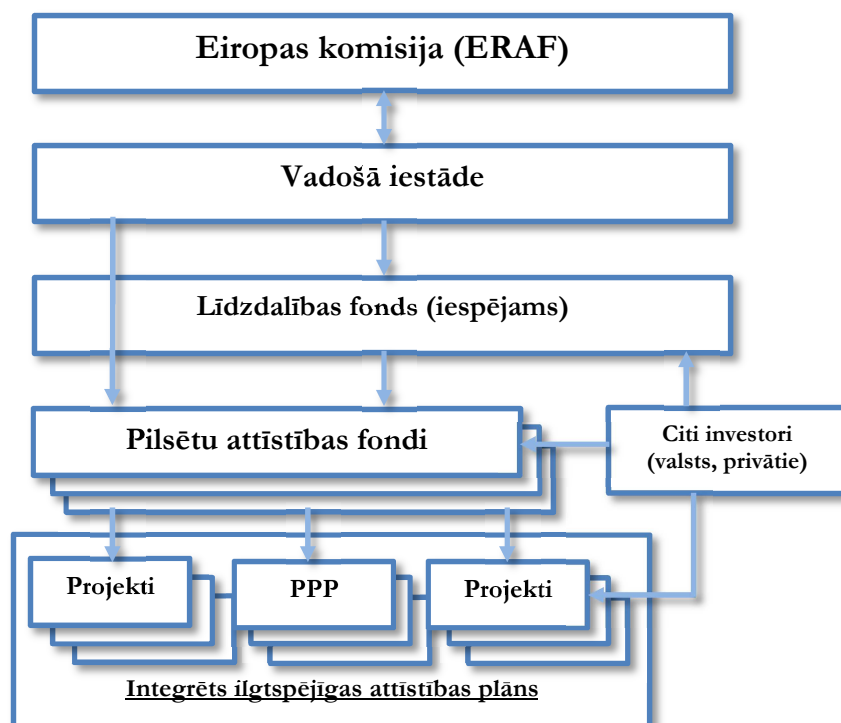 Eiropas komisija (ERAF)
Vadošā iestāde
Līdzdalības fonds (iespējams)
Pilsētu attīstības fondi
Citi investori
(valsts, privātie)
Projekti
PPP
Projekti
Integrēts ilgtspējīgas attīstības plāns